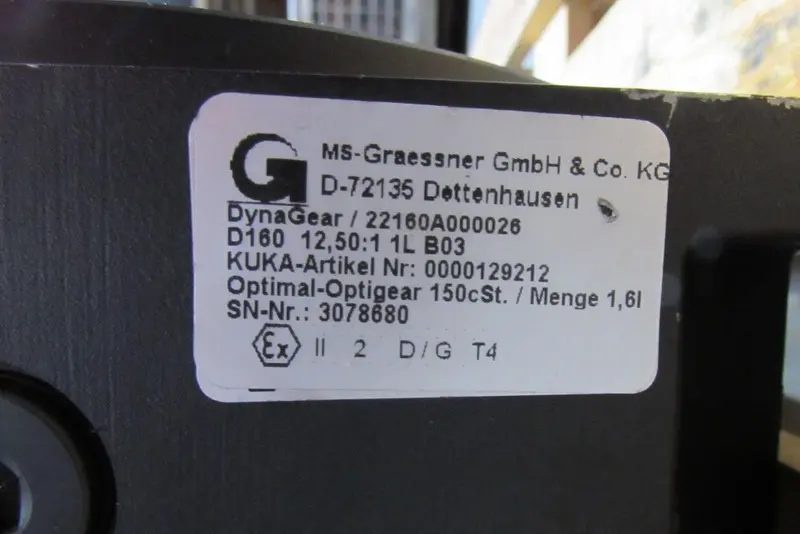 MS-Graessner GmbH & Co. KG
D-72135 Dettenhausen
DynaGear / 22160A000026
D160 12,50:1 1L B03
KUKA-Artikel Nr: 0000129212
Optimal-Optigear 150cSt. / Menge 1,6l
SN-Nr.: 3078680
Ex II 2 D/G T4